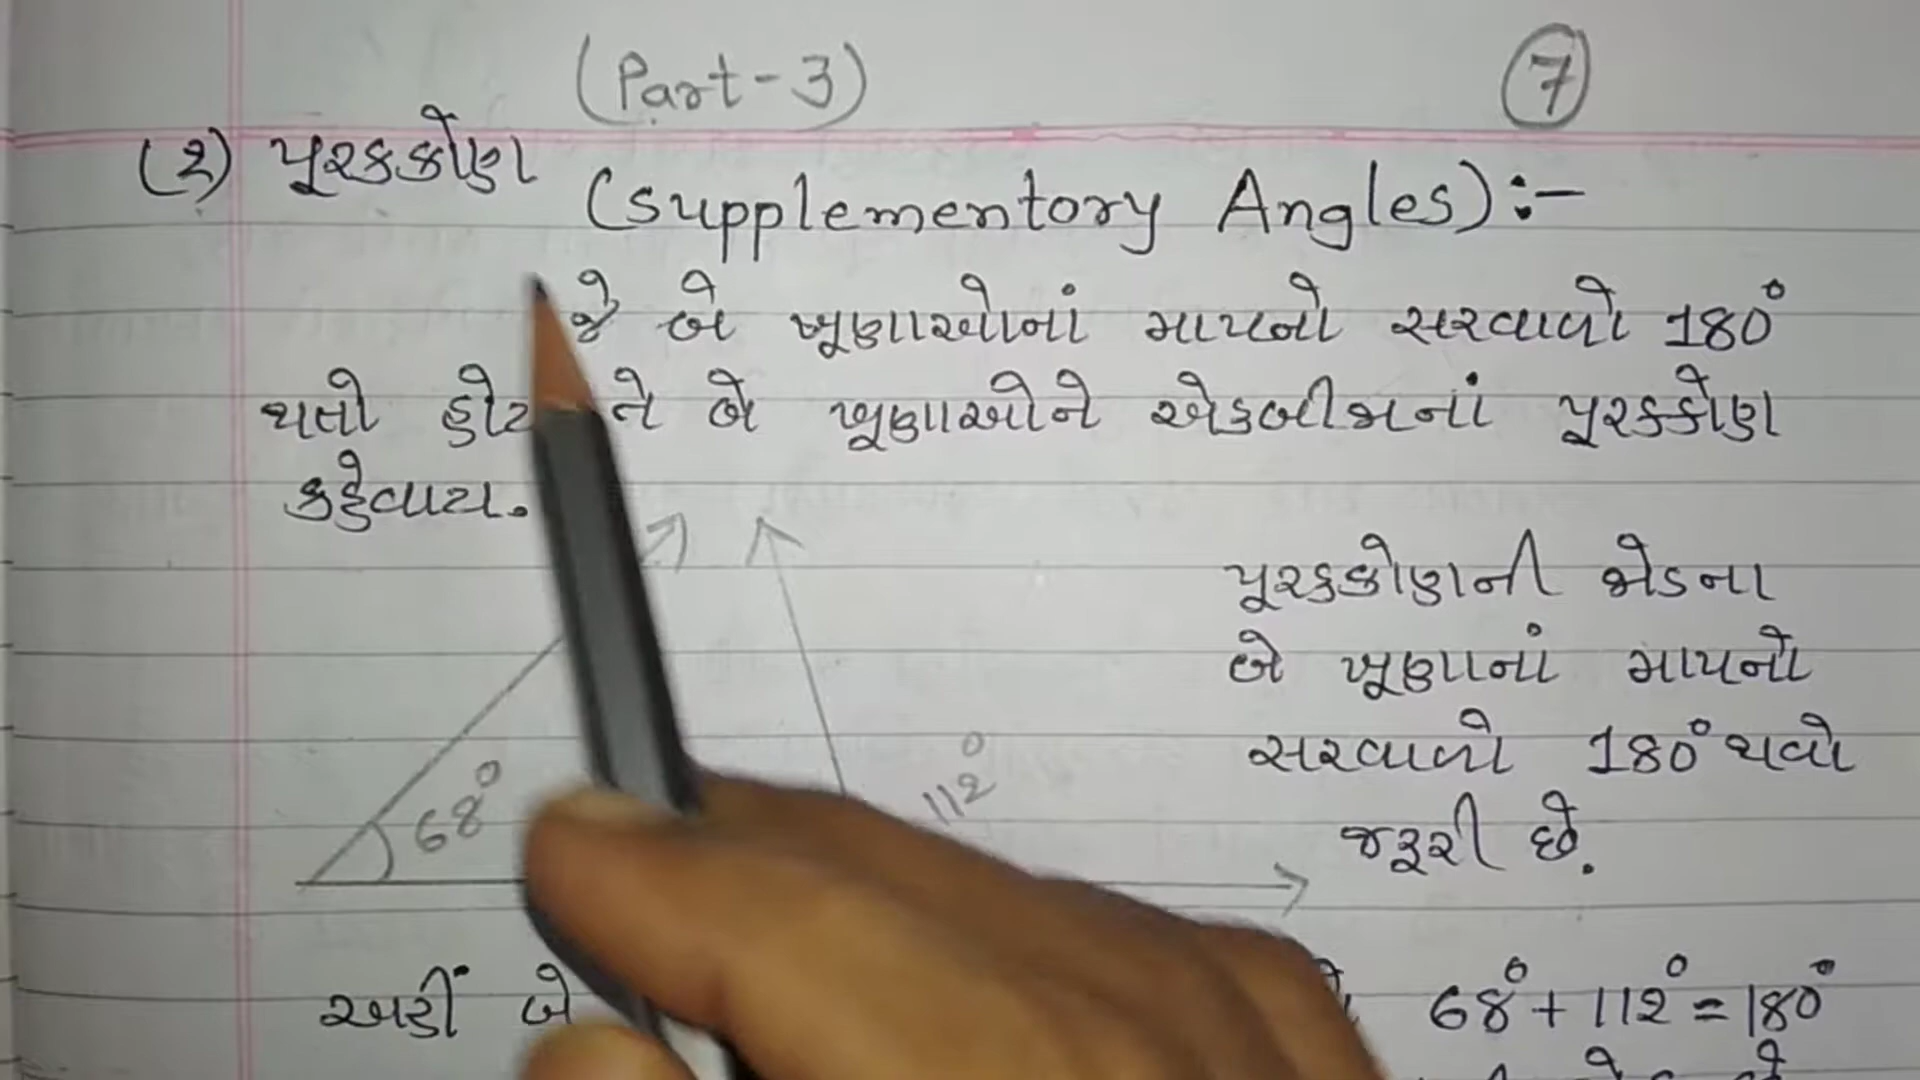 (Part-3)
7
(૨) પૂરકકોણ (Supplementory Angles):-
જે બે ખૂણાઓનાં માપનો સરવાળો 180°
થતો હોય તે બે ખૂણાઓને એકબીજાનાં પૂરકકોણ
કહેવાય.
પૂરકકોણની જોડના
બે ખૂણાનાં માપનો
સરવાળો 180° થવો
જરૂરી છે.
68°
112°
અહીં બે
68° + 112° = 180°